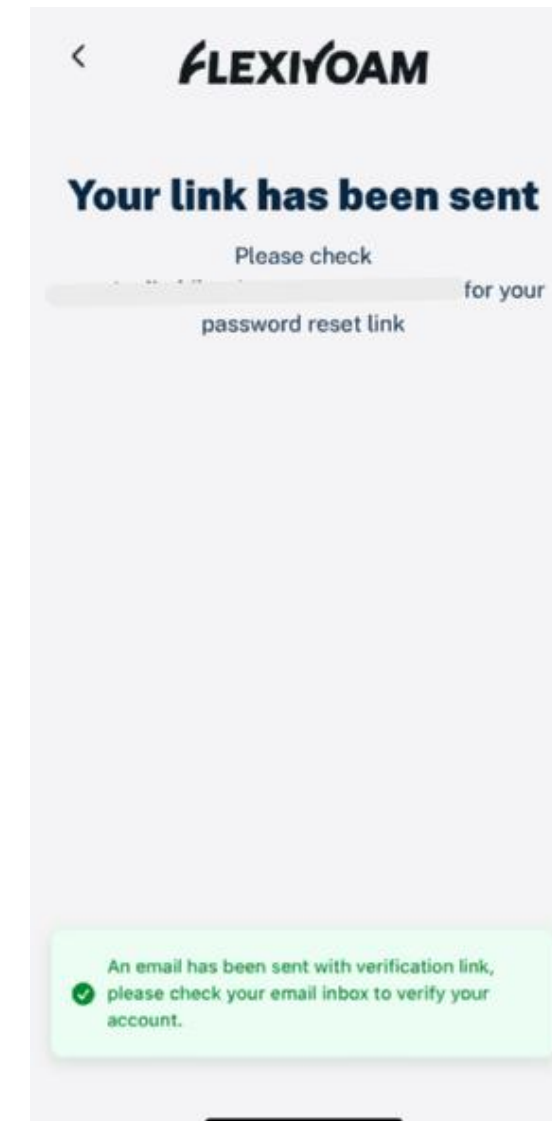 FLEXIROAM
Your link has been sent
Please check
for your
password reset link
An email has been sent with verification link,
please check your email inbox to verify your
account.